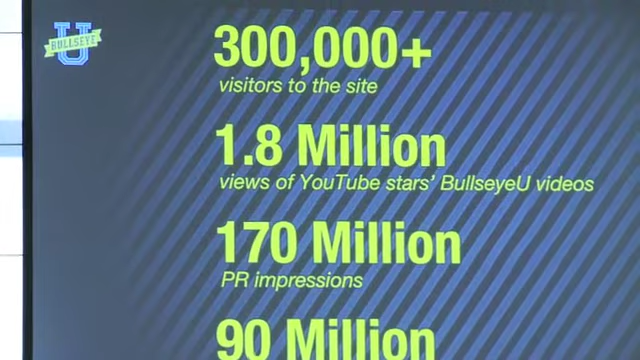 U
BULLSEYE
300,000+
visitors to the site
1.8 Million
views of YouTube stars' BullseyeU videos
170 Million
PR impressions
90 Million